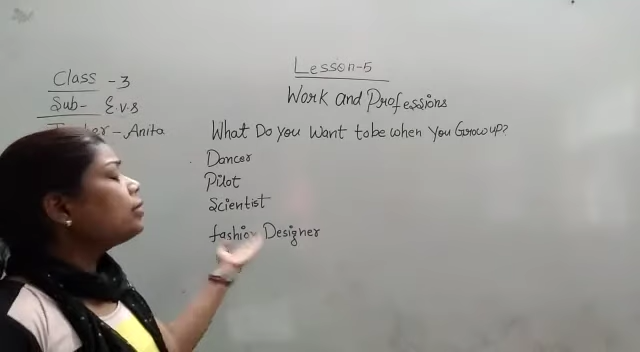 Class - 3
Sub- E.V.S
Anita
Lesson-5
Work and Professions
What Do you Want to be when You Grow up?
Dancer
Pilot
Scientist
fashion Designer